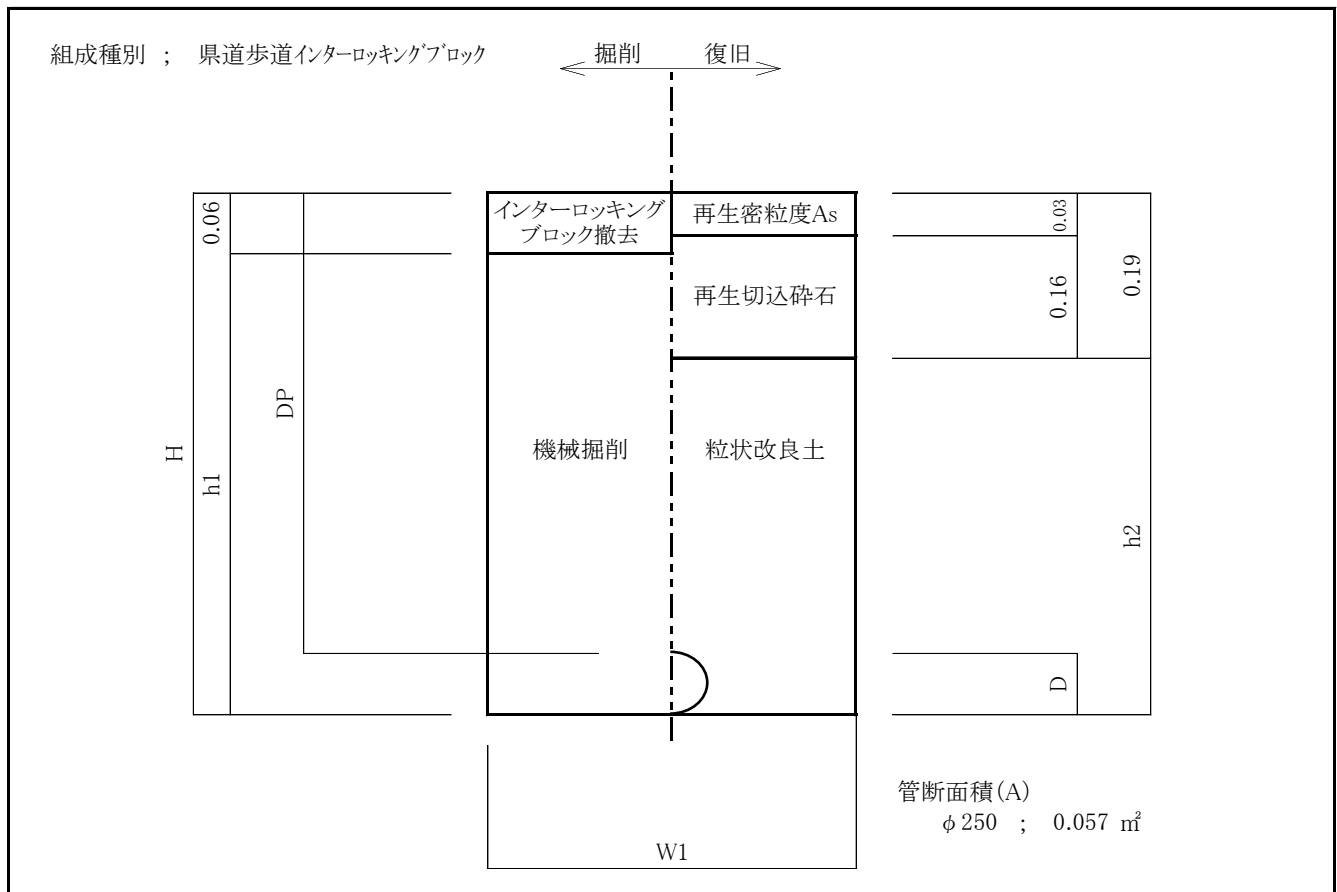 組成種別 ; 県道歩道インターロッキングブロック
掘削 復旧
インターロッキング
ブロック撤去
再生密粒度As
0.06
0.03
0.16
0.19
再生切込砕石
DP
H
h1
機械掘削
粒状改良土
h2
D
管断面積(A)
φ250 ; 0.057 ㎡
W1